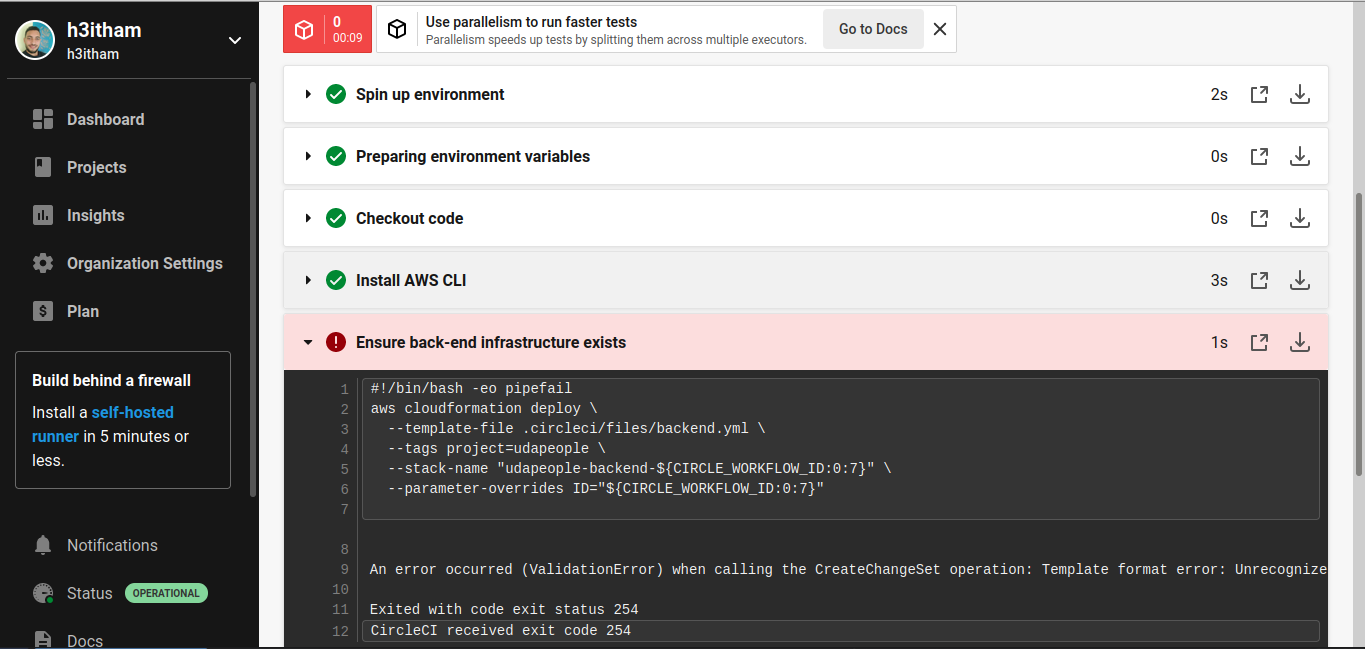 h3itham
h3itham
Dashboard
Projects
Insights
Organization Settings
Plan
Build behind a firewall
Install a self-hosted
runner in 5 minutes or
less.
Notifications
Status OPERATIONAL
Docs
0
00:09
Use parallelism to run faster tests
Parallelism speeds up tests by splitting them across multiple executors.
Go to Docs
Spin up environment 2s
Preparing environment variables 0s
Checkout code 0s
Install AWS CLI 3s
Ensure back-end infrastructure exists 1s
1 #!/bin/bash -eo pipefail
2 aws cloudformation deploy \
3 --template-file .circleci/files/backend.yml \
4 --tags project=udapeople \
5 --stack-name "udapeople-backend-${CIRCLE_WORKFLOW_ID:0:7}" \
6 --parameter-overrides ID="${CIRCLE_WORKFLOW_ID:0:7}"
7
8
9 An error occurred (ValidationError) when calling the CreateChangeSet operation: Template format error: Unrecognize
10
11 Exited with code exit status 254
12 CircleCI received exit code 254